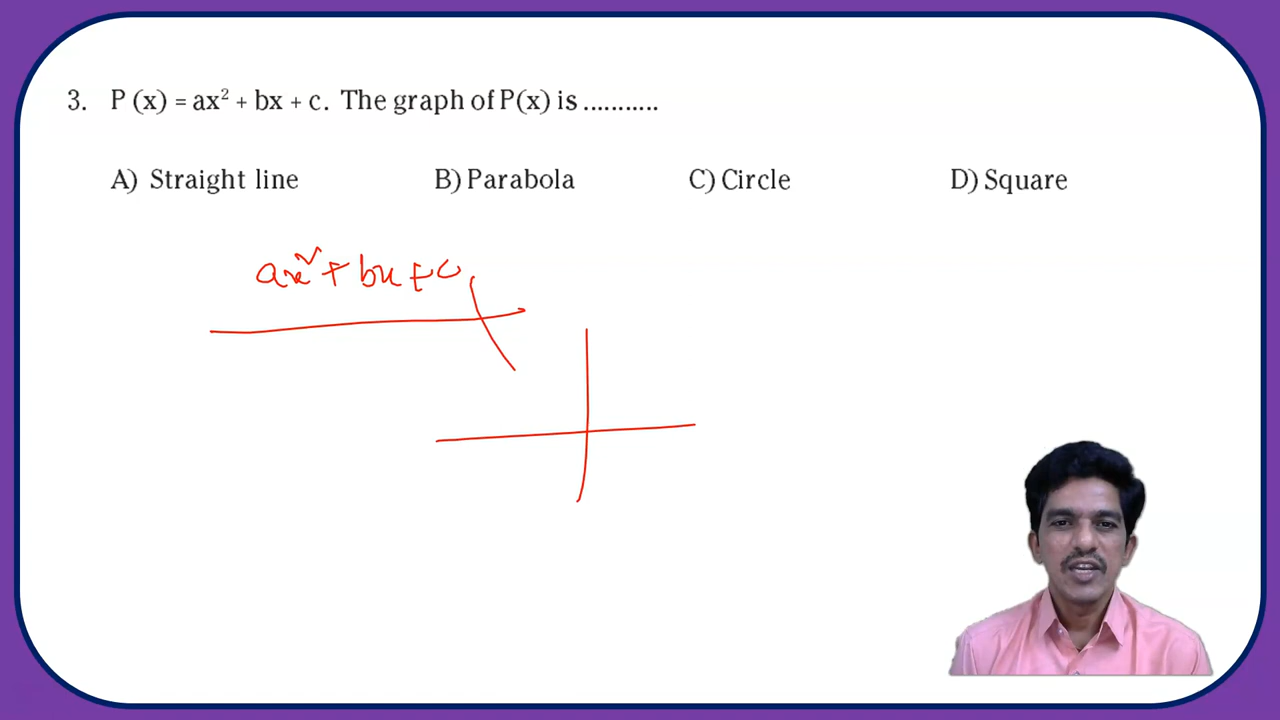 3. P (x) = ax² + bx + c. The graph of P(x) is ...........
A) Straight line B) Parabola C) Circle D) Square
ax² + bx + c